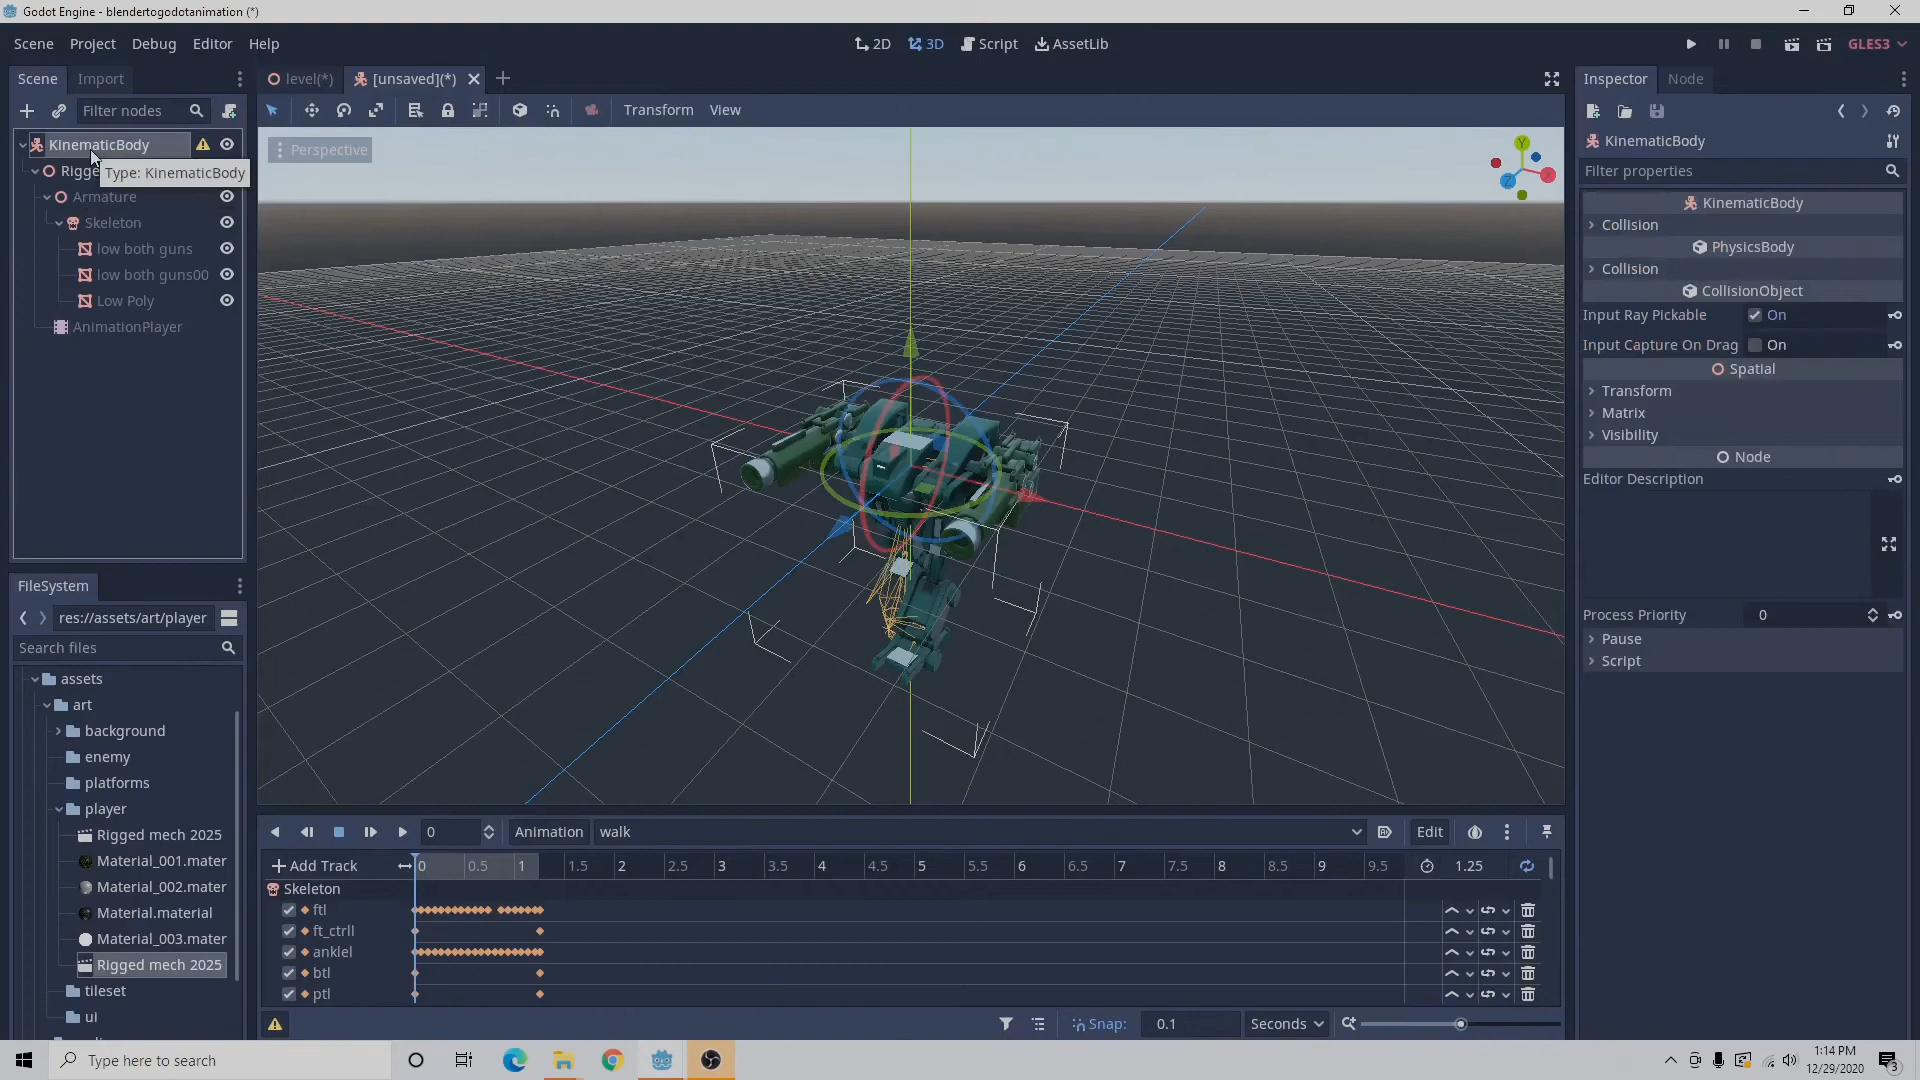 Godot Engine - blendertogodotanimation (*)
Scene Project Debug Editor Help
2D 3D Script AssetLib
GLES3
Scene Import
level(*) [unsaved](*)
Inspector Node
Filter nodes
Transform View
KinematicBody
Type: KinematicBody
Rigge
Armature
Skeleton
low both guns
low both guns00
Low Poly
AnimationPlayer
Perspective
Y
X
Z
KinematicBody
Filter properties
KinematicBody
Collision
PhysicsBody
Collision
CollisionObject
Input Ray Pickable On
Input Capture On Drag On
Spatial
Transform
Matrix
Visibility
Node
Editor Description
Process Priority 0
Pause
Script
FileSystem
res://assets/art/player
Search files
assets
art
background
enemy
platforms
player
Rigged mech 2025
Material_001.mater
Material_002.mater
Material.material
Material_003.mater
Rigged mech 2025
tileset
ui
0 Animation walk Edit
Add Track 0 0.5 1 1.5 2 2.5 3 3.5 4 4.5 5 5.5 6 6.5 7 7.5 8 8.5 9 9.5 1.25
Skeleton
ftl
ft_ctrll
anklel
btl
ptl
Snap: 0.1 Seconds
Type here to search
1:14 PM
12/29/2020
3